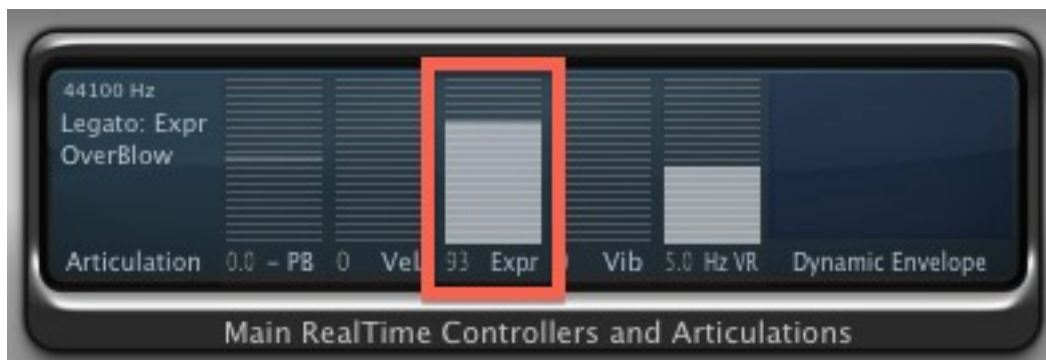 44100 Hz
Legato: Expr
OverBlow
Articulation 0.0 - PB 0 Vel 93 Expr Vib 5.0 Hz VR Dynamic Envelope
Main RealTime Controllers and Articulations